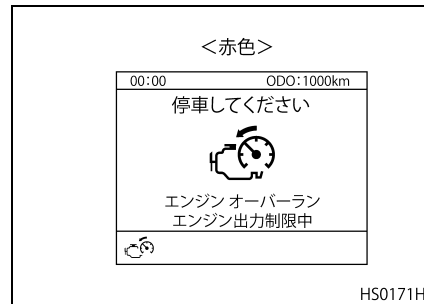 ＜赤色＞
00:00 ODO:1000km
停車してください
エンジン オーバーラン
エンジン出力制限中
HS0171H